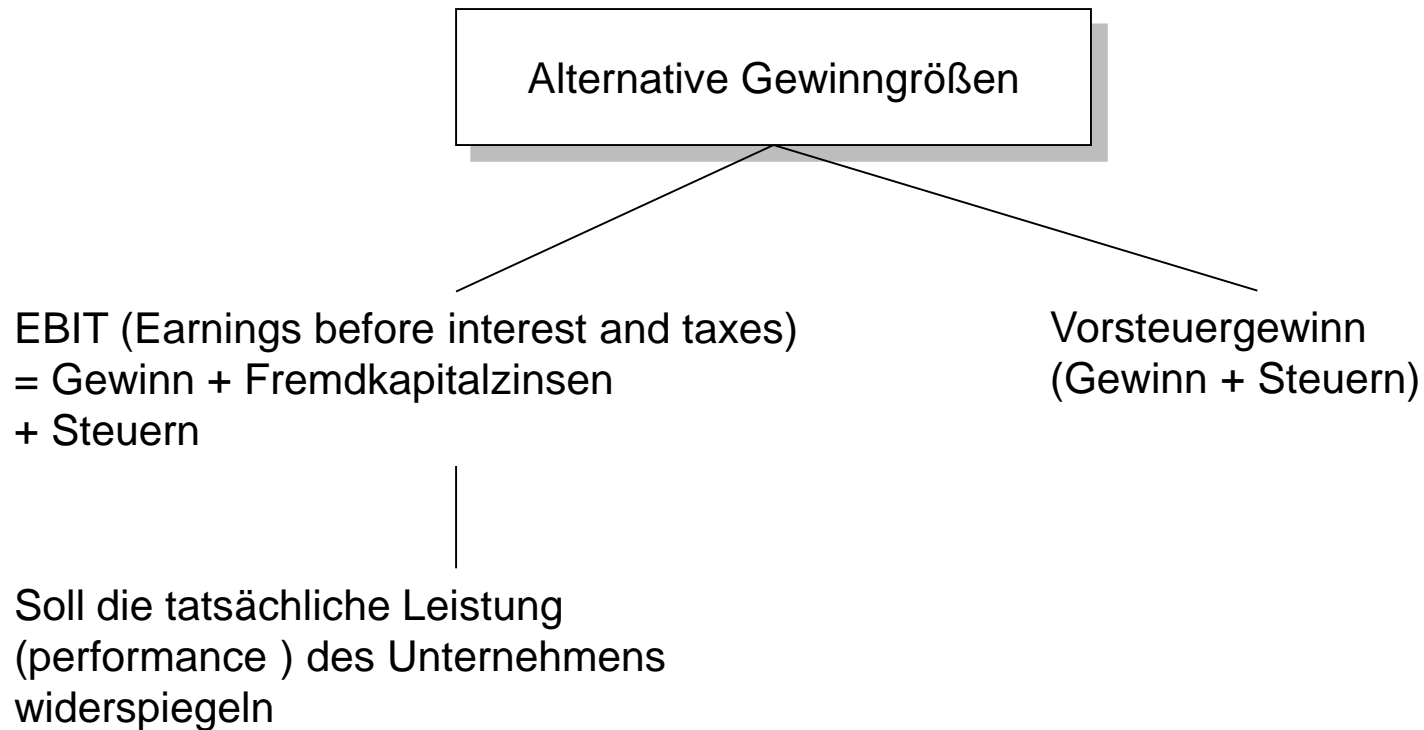 Alternative Gewinngrößen
EBIT (Earnings before interest and taxes)
= Gewinn + Fremdkapitalzinsen
+ Steuern
Vorsteuergewinn
(Gewinn + Steuern)
Soll die tatsächliche Leistung
(performance ) des Unternehmens
widerspiegeln